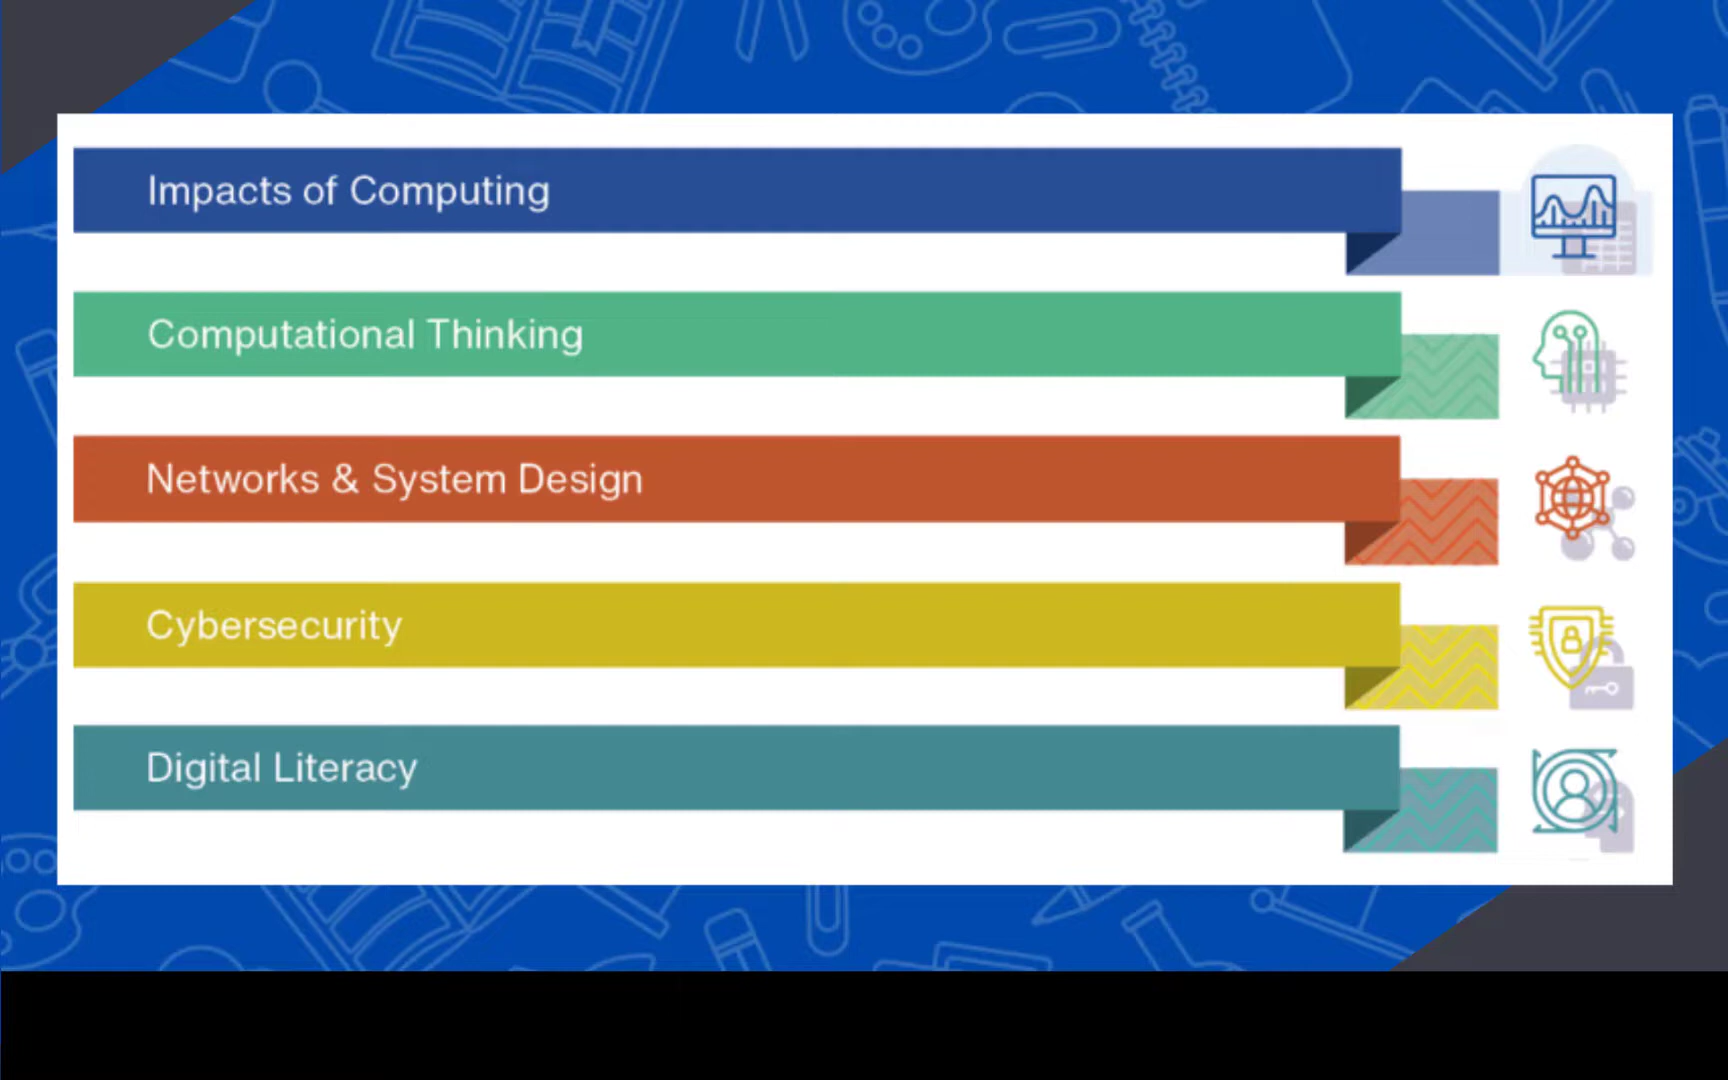 Impacts of Computing
Computational Thinking
Networks & System Design
Cybersecurity
Digital Literacy